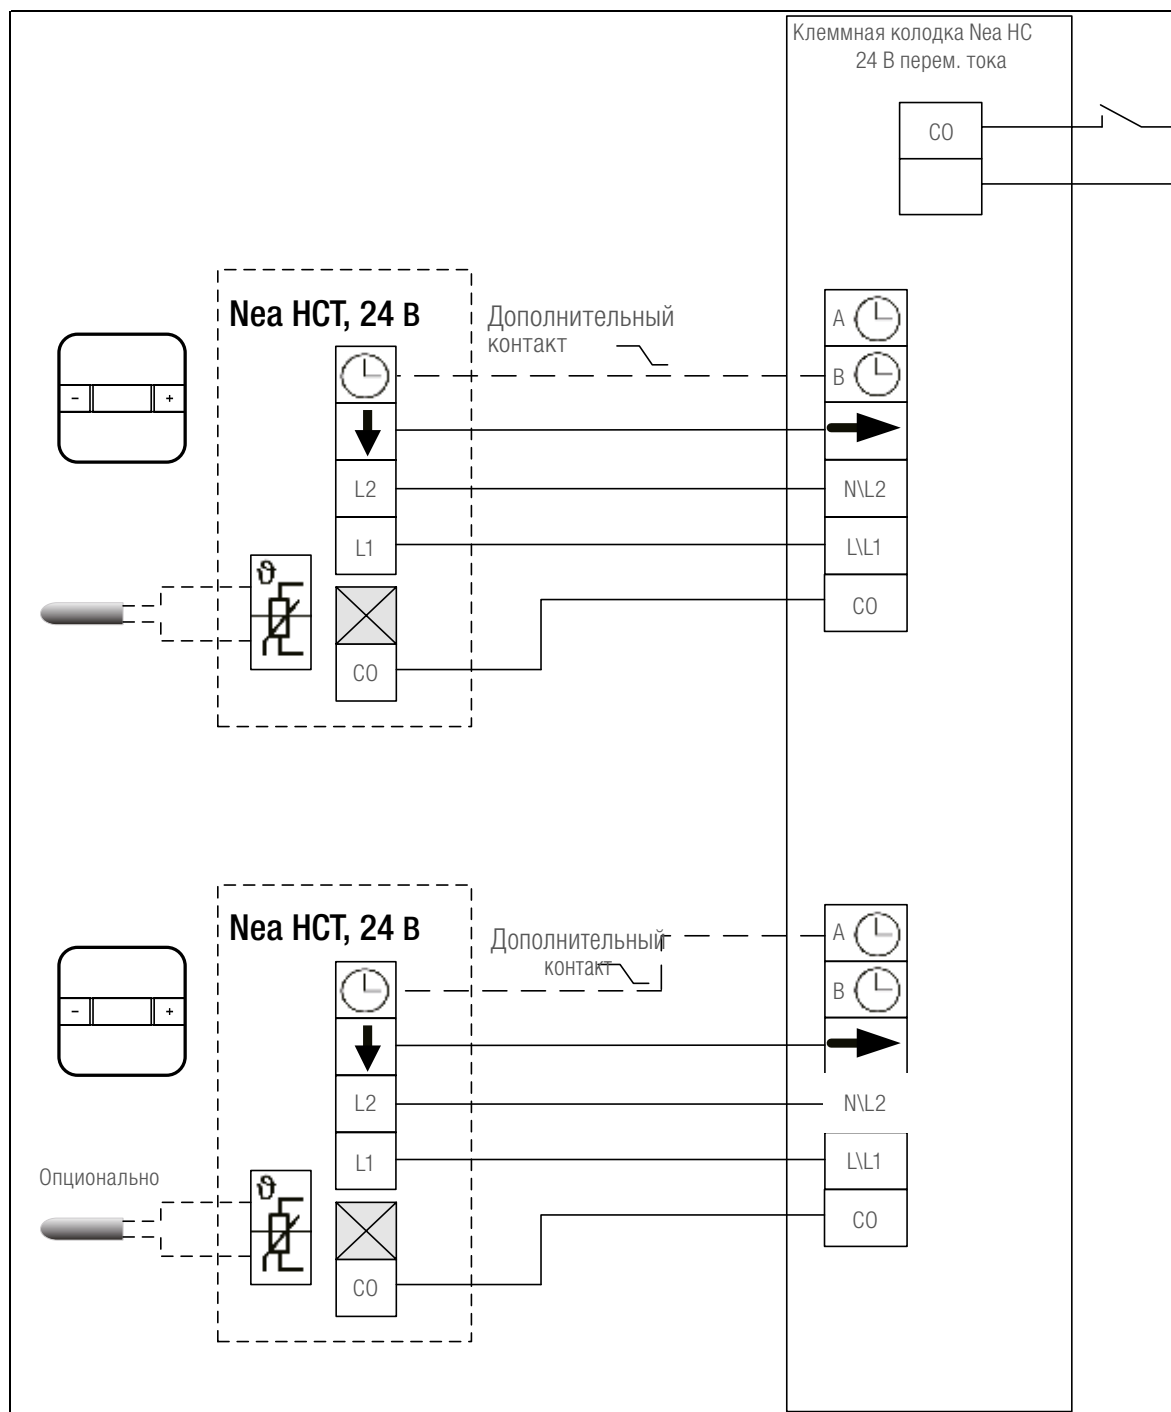 Клеммная колодка Nea HC
24 В перем. тока
CO
Nea HCT, 24 В
Дополнительный
контакт
A
B
- +
L2
N\L2
L1
L\L1
ϑ
CO
CO
Nea HCT, 24 В
Дополнительный
контакт
A
B
- +
L2
N\L2
L1
L\L1
Опционально
ϑ
CO
CO